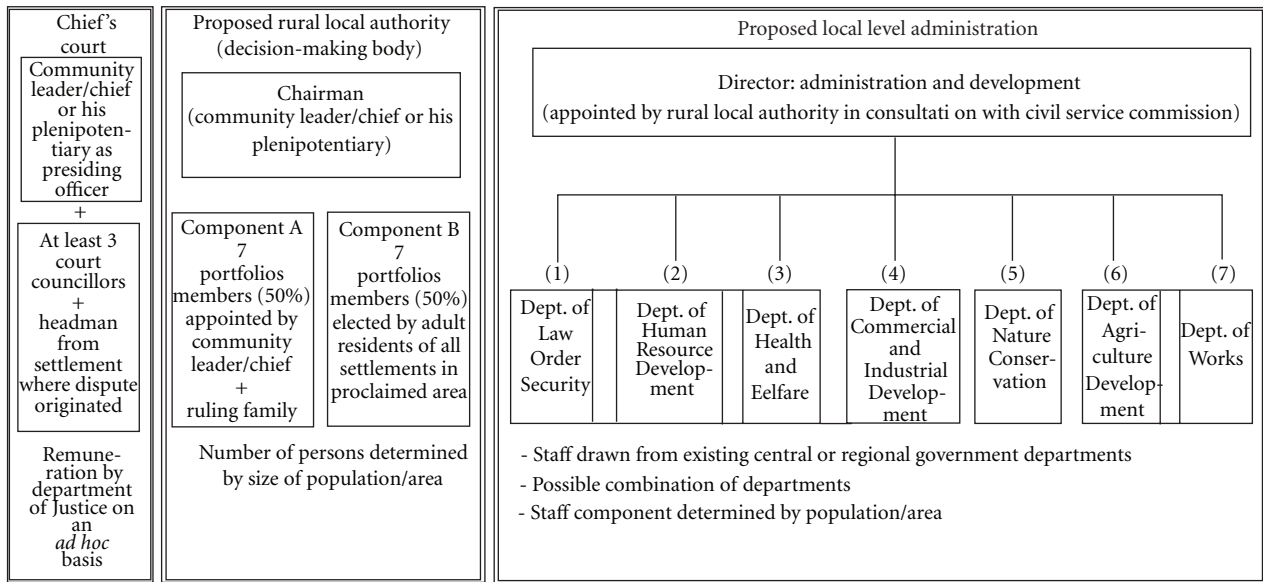 Chief's
court
Community
leader/chief
or his
plenipoten-
tiary as
presiding
officer
+
At least 3
court
councillors
+
headman
from
settlement
where dispute
originated
Remune-
ration by
department
of Justice on
an
ad hoc
basis
Proposed rural local authority
(decision-making body)
Chairman
(community leader/chief or his
plenipotentiary)
Component A
7
portfolios
members (50%)
appointed by
community
leader/chief
+
ruling family
Component B
7
portfolios
members (50%)
elected by adult
residents of all
settlements in
proclaimed area
Number of persons determined
by size of population/area
Proposed local level administration
Director: administration and development
(appointed by rural local authority in consultati on with civil service commission)
(1)
Dept. of
Law
Order
Security
(2)
Dept. of
Human
Resource
Develop-
ment
(3)
Dept. of
Health
and
Eelfare
(4)
Dept. of
Commercial
and
Industrial
Develop-
ment
(5)
Dept. of
Nature
Conser-
vation
(6)
Dept. of
Agri-
culture
Develop-
ment
(7)
Dept. of
Works
- Staff drawn from existing central or regional government departments
- Possible combination of departments
- Staff component determined by population/area